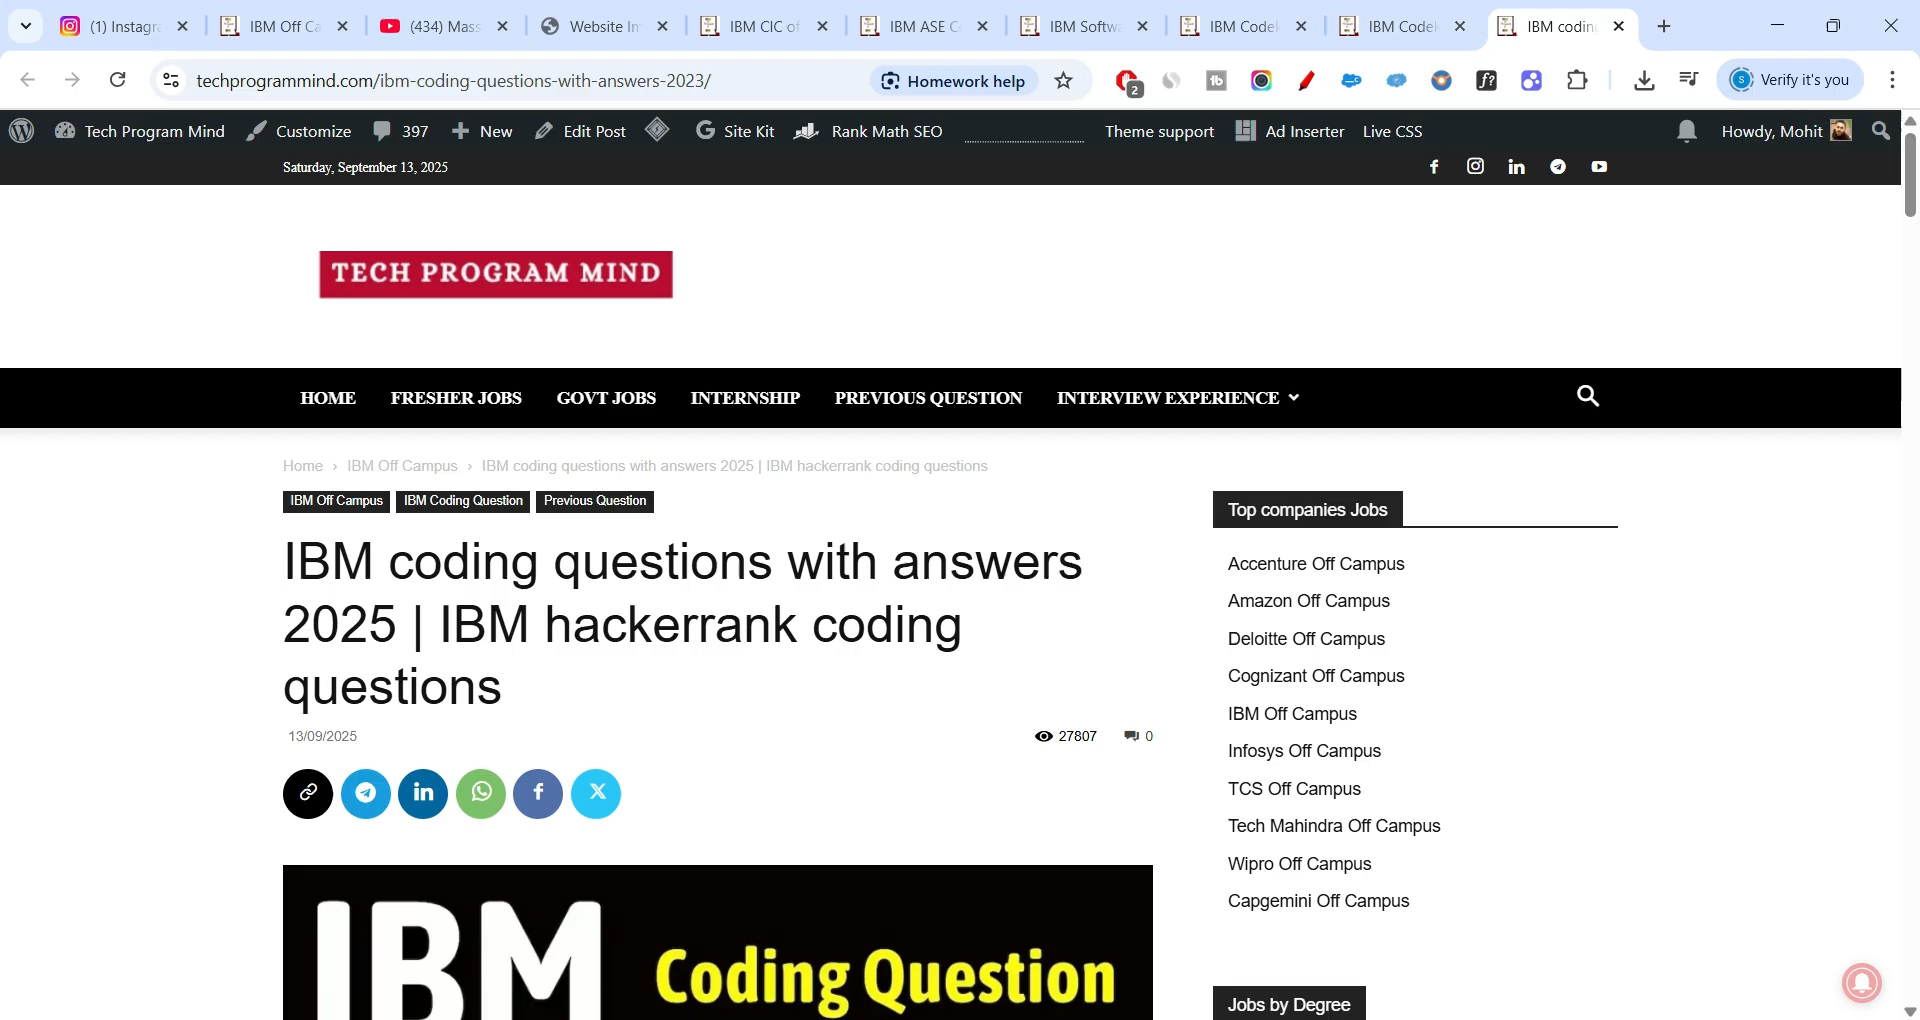 (1) Instagr
IBM Off Ca
(434) Mass
Website Im
IBM CIC of
IBM ASE C
IBM Softw
IBM Codek
IBM Codek
IBM coding
techprogrammind.com/ibm-coding-questions-with-answers-2023/
Homework help
2
f?
Verify it's you
Tech Program Mind
Customize
397
New
Edit Post
Site Kit
Rank Math SEO
Theme support
Ad Inserter
Live CSS
Howdy, Mohit
Saturday, September 13, 2025
TECH PROGRAM MIND
HOME
FRESHER JOBS
GOVT JOBS
INTERNSHIP
PREVIOUS QUESTION
INTERVIEW EXPERIENCE
Home › IBM Off Campus › IBM coding questions with answers 2025 | IBM hackerrank coding questions
IBM Off Campus
IBM Coding Question
Previous Question
IBM coding questions with answers
2025 | IBM hackerrank coding
questions
13/09/2025
27807
0
IBM
Coding Question
Top companies Jobs
Accenture Off Campus
Amazon Off Campus
Deloitte Off Campus
Cognizant Off Campus
IBM Off Campus
Infosys Off Campus
TCS Off Campus
Tech Mahindra Off Campus
Wipro Off Campus
Capgemini Off Campus
Jobs by Degree